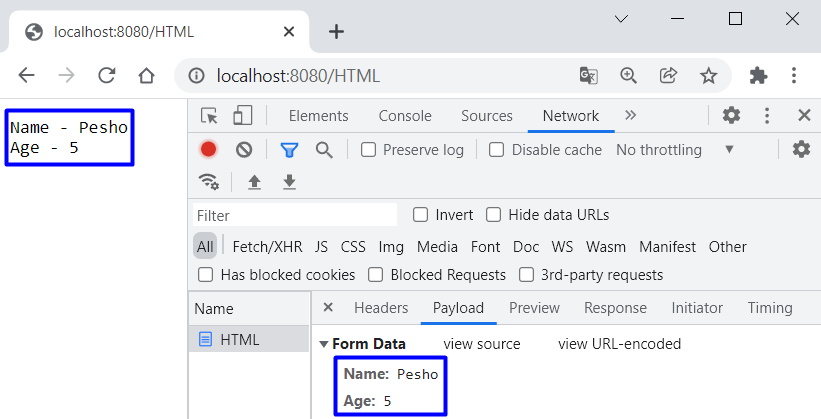 localhost:8080/HTML
localhost:8080/HTML
Name - Pesho
Age - 5
Elements Console Sources Network
Preserve log Disable cache No throttling
Filter Invert Hide data URLs
All Fetch/XHR JS CSS Img Media Font Doc WS Wasm Manifest Other
Has blocked cookies Blocked Requests 3rd-party requests
Name Headers Payload Preview Response Initiator Timing
HTML Form Data view source view URL-encoded
Name: Pesho
Age: 5